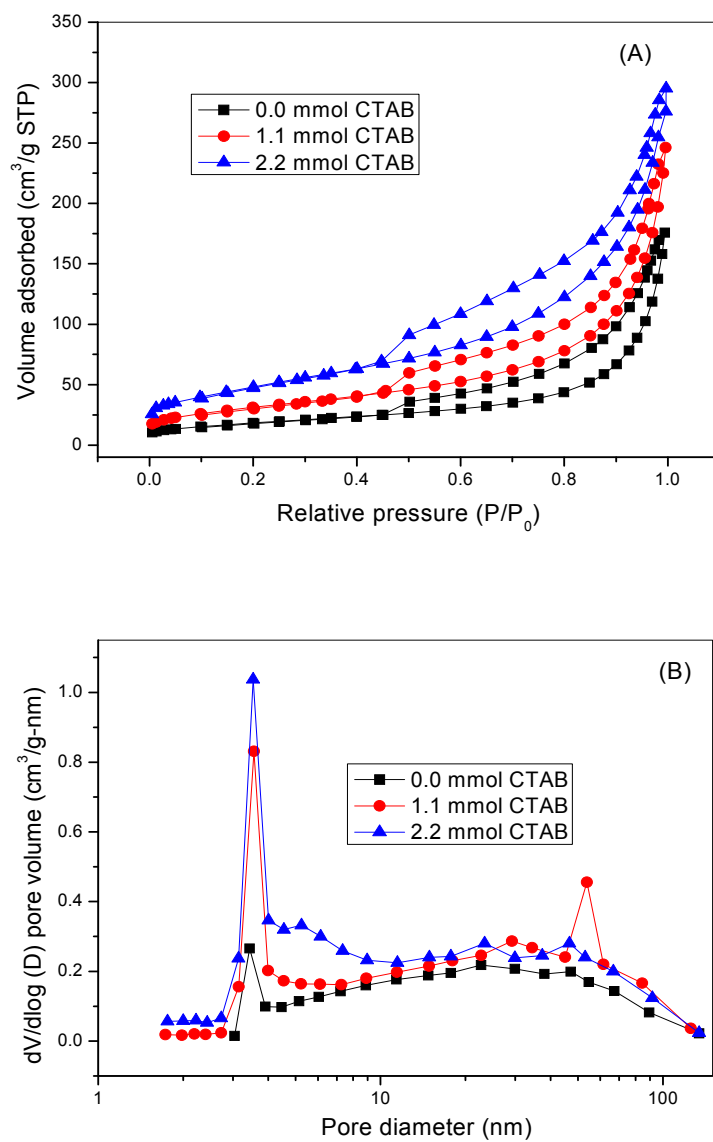 (A)
0.0 mmol CTAB
1.1 mmol CTAB
2.2 mmol CTAB
350
300
250
200
150
100
50
0
Volume adsorbed (cm³/g STP)
0.0 0.2 0.4 0.6 0.8 1.0
Relative pressure (P/P₀)
(B)
0.0 mmol CTAB
1.1 mmol CTAB
2.2 mmol CTAB
1.0
0.8
0.6
0.4
0.2
0.0
dV/dlog (D) pore volume (cm³/g-nm)
1 10 100
Pore diameter (nm)